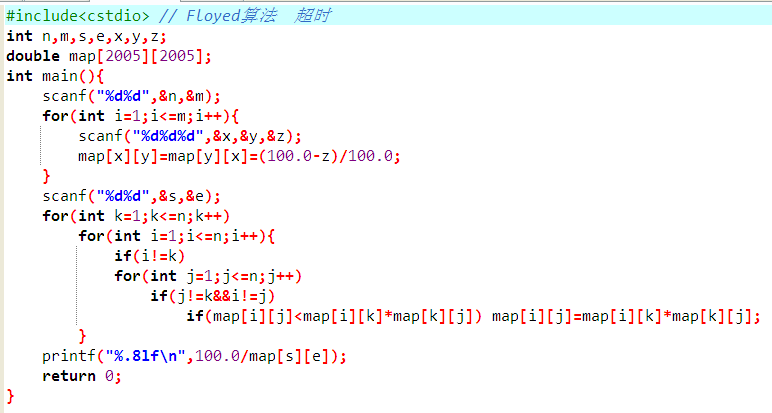 #include<cstdio> // Floyed算法  超时
int n,m,s,e,x,y,z;
double map[2005][2005];
int main(){
    scanf("%d%d",&n,&m);
    for(int i=1;i<=m;i++){
        scanf("%d%d%d",&x,&y,&z);
        map[x][y]=map[y][x]=(100.0-z)/100.0;
    }
    scanf("%d%d",&s,&e);
    for(int k=1;k<=n;k++)
        for(int i=1;i<=n;i++){
            if(i!=k)
            for(int j=1;j<=n;j++)
                if(j!=k&&i!=j)
                    if(map[i][j]<map[i][k]*map[k][j]) map[i][j]=map[i][k]*map[k][j];
        }
    printf("%.8lf\n",100.0/map[s][e]);
    return 0;
}